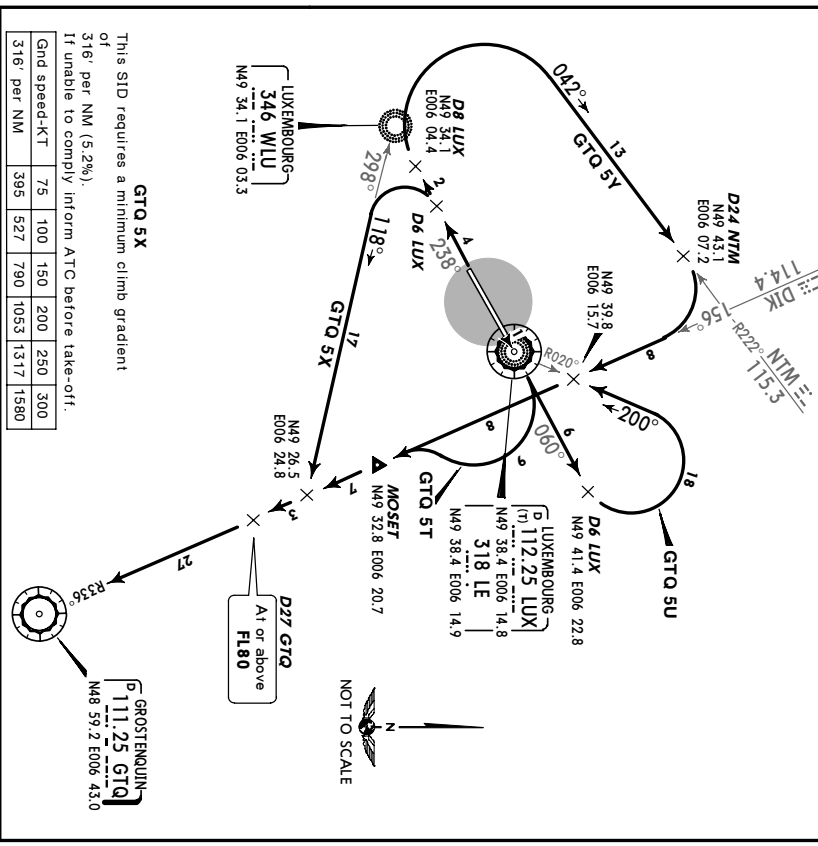 GTQ 5X
This SID requires a minimum climb gradient
of
316' per NM (5.2%).
If unable to comply inform ATC before take-off.
Gnd speed-KT 75 100 150 200 250 300
316' per NM 395 527 790 1053 1317 1580
LUXEMBOURG
346 WLU
N49 34.1 E006 03.3
D8 LUX
N49 34.1
E006 04.4
042°
13
GTQ 5Y
D24 NTM
N49 43.1
E006 07.2
DIK
114.4
156°
R222°
NTM
115.3
8
N49 39.8
E006 15.7
R020°
200°
18
GTQ 5U
2
D6 LUX
4
238°
1
298°
118°
17
GTQ 5X
060°
6
D6 LUX
N49 41.4 E006 22.8
LUXEMBOURG
D
(T) 112.25 LUX
N49 38.4 E006 14.8
318 LE
N49 38.4 E006 14.9
8
9
GTQ 5T
MOSET
N49 32.8 E006 20.7
7
N49 26.5
E006 24.8
3
D27 GTQ
At or above
FL80
27
R336°
GROSTENQUIN
D 111.25 GTQ
N48 59.2 E006 43.0
N
NOT TO SCALE